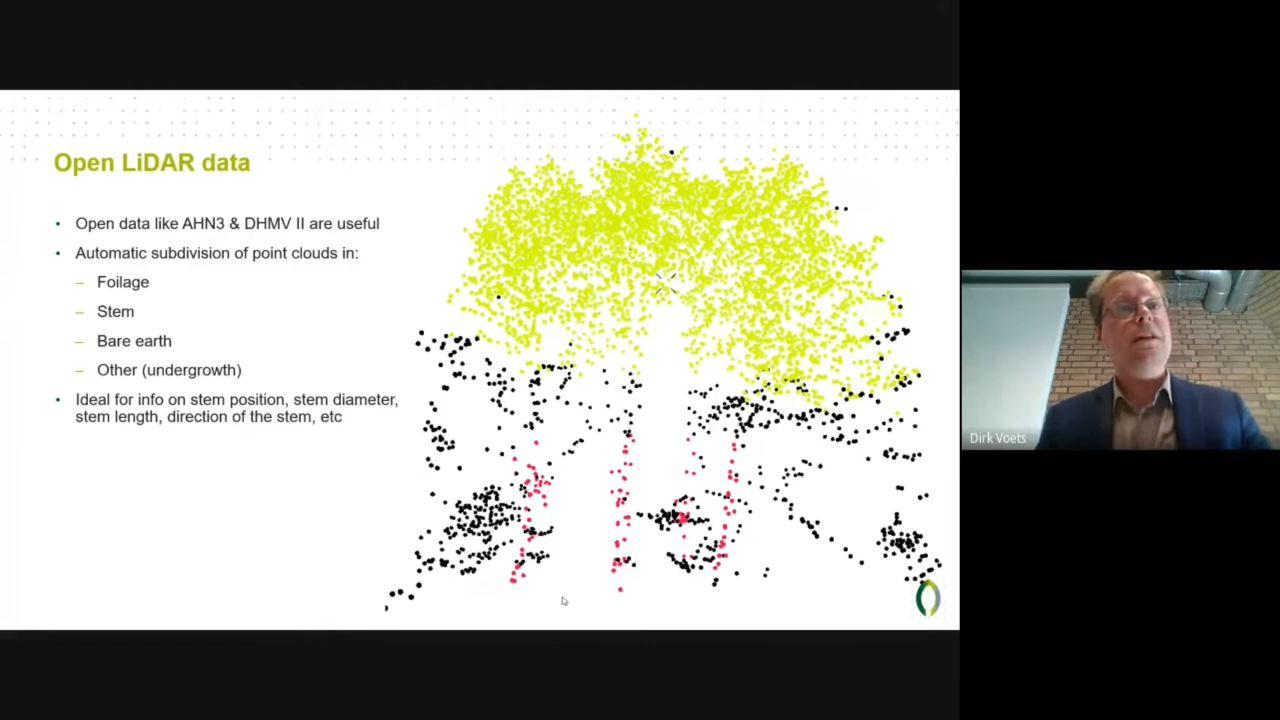 Open LiDAR data
• Open data like AHN3 & DHMV II are useful
• Automatic subdivision of point clouds in:
– Foilage
– Stem
– Bare earth
– Other (undergrowth)
• Ideal for info on stem position, stem diameter,
stem length, direction of the stem, etc
Dirk Voets